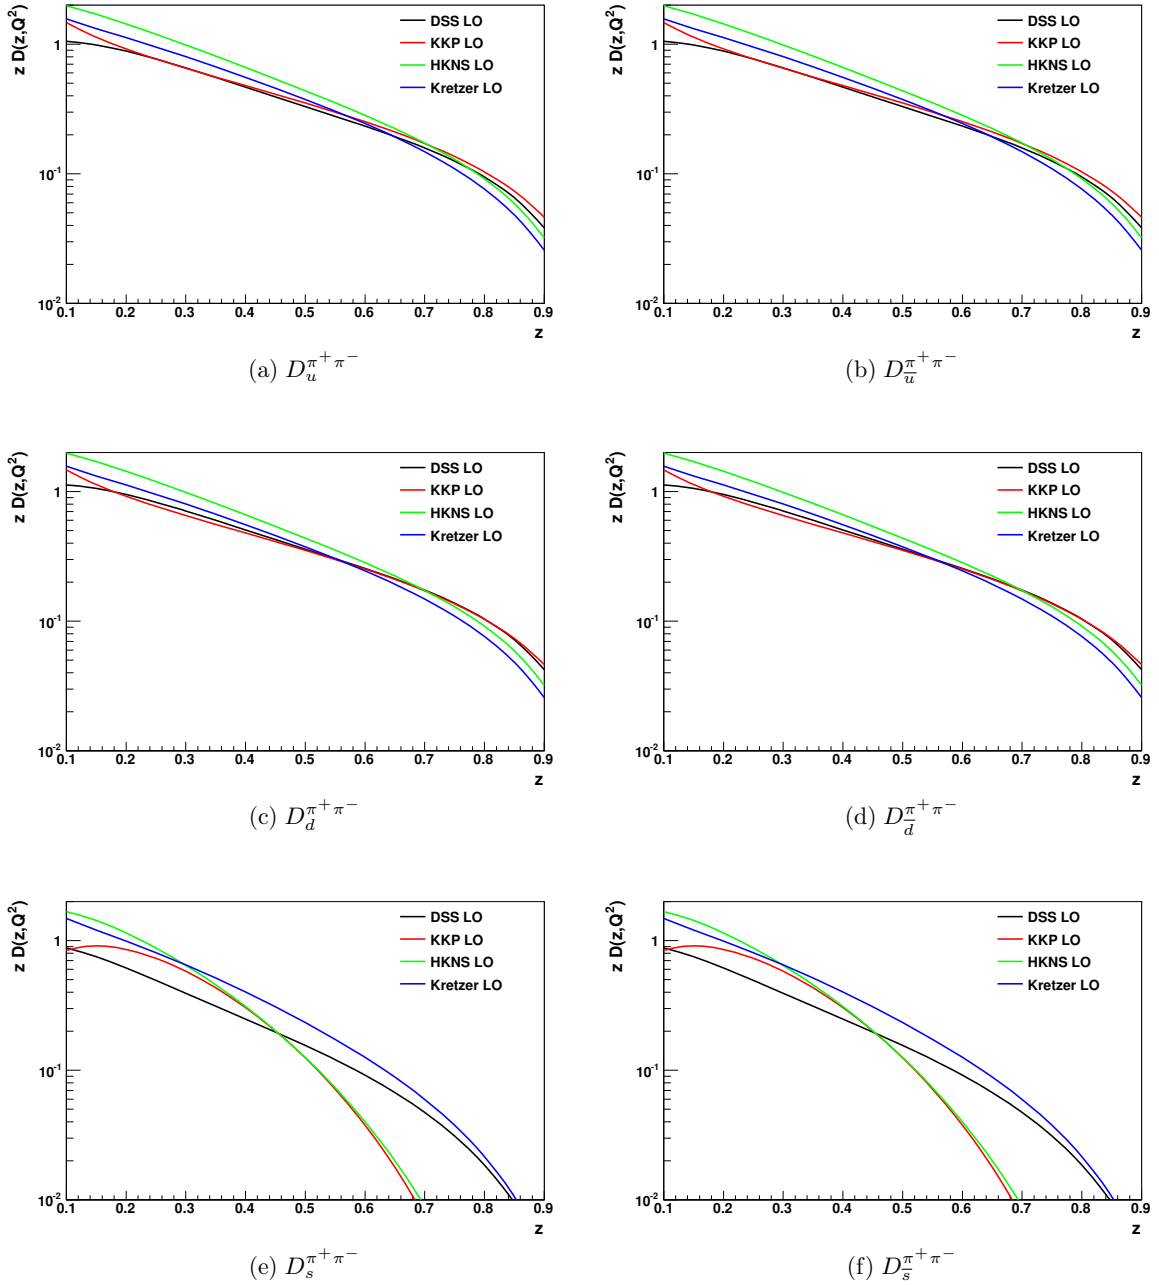 z D(z,Q²)
1
10⁻¹
10⁻²
DSS LO
KKP LO
HKNS LO
Kretzer LO
0.1 0.2 0.3 0.4 0.5 0.6 0.7 0.8 0.9
z
(a) D_u^{π⁺π⁻}
z D(z,Q²)
1
10⁻¹
10⁻²
DSS LO
KKP LO
HKNS LO
Kretzer LO
0.1 0.2 0.3 0.4 0.5 0.6 0.7 0.8 0.9
z
(b) D_{\overline{u}}^{π⁺π⁻}
z D(z,Q²)
1
10⁻¹
10⁻²
DSS LO
KKP LO
HKNS LO
Kretzer LO
0.1 0.2 0.3 0.4 0.5 0.6 0.7 0.8 0.9
z
(c) D_d^{π⁺π⁻}
z D(z,Q²)
1
10⁻¹
10⁻²
DSS LO
KKP LO
HKNS LO
Kretzer LO
0.1 0.2 0.3 0.4 0.5 0.6 0.7 0.8 0.9
z
(d) D_{\overline{d}}^{π⁺π⁻}
z D(z,Q²)
1
10⁻¹
10⁻²
DSS LO
KKP LO
HKNS LO
Kretzer LO
0.1 0.2 0.3 0.4 0.5 0.6 0.7 0.8 0.9
z
(e) D_s^{π⁺π⁻}
z D(z,Q²)
1
10⁻¹
10⁻²
DSS LO
KKP LO
HKNS LO
Kretzer LO
0.1 0.2 0.3 0.4 0.5 0.6 0.7 0.8 0.9
z
(f) D_{\overline{s}}^{π⁺π⁻}